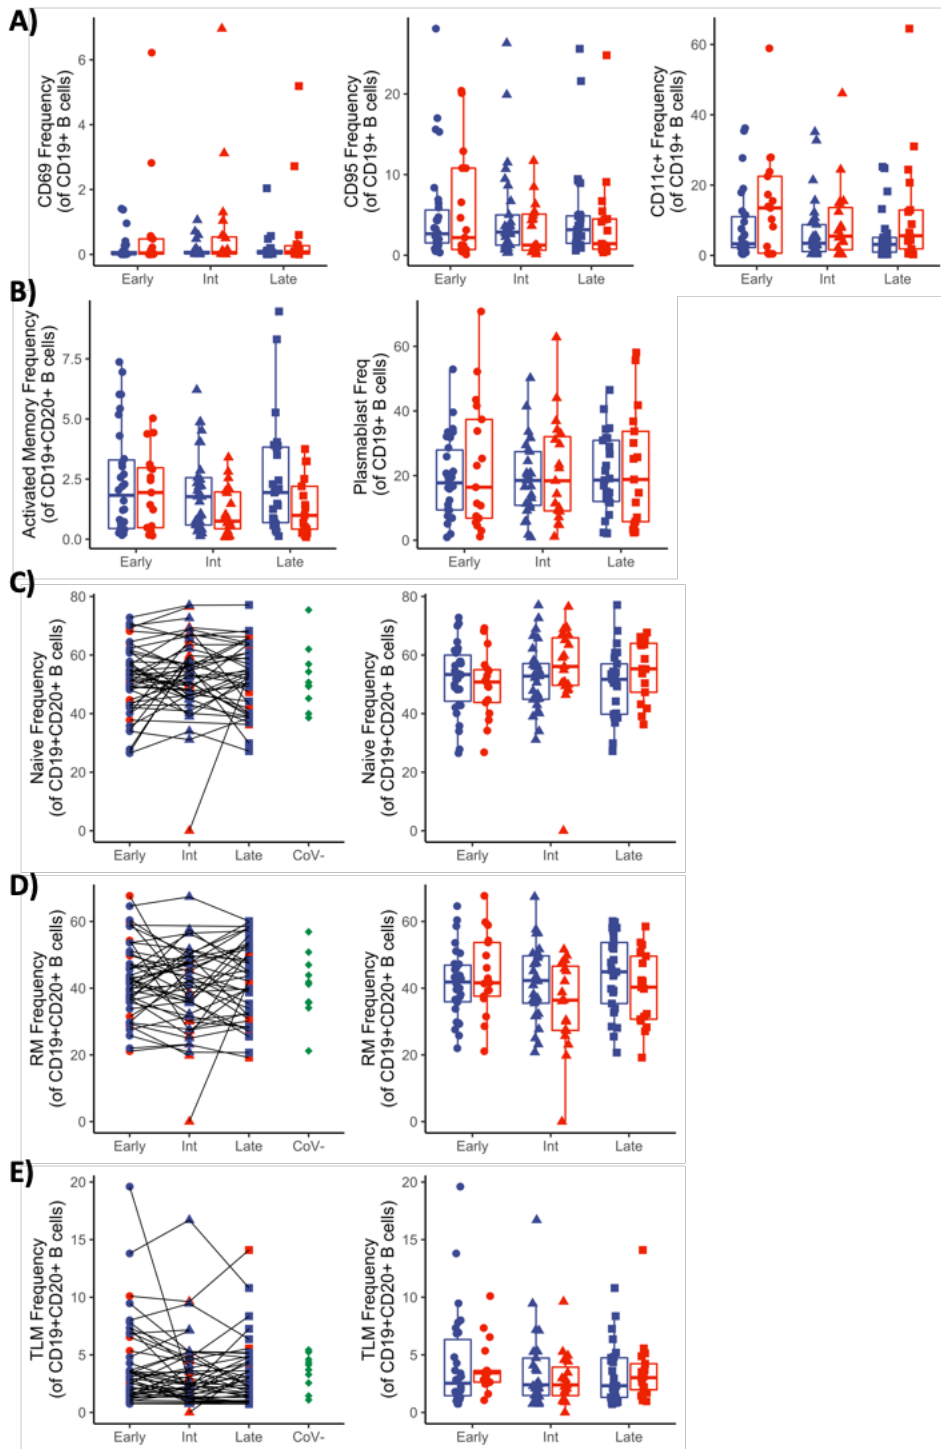 A)
CD69 Frequency
(of CD19+ B cells)
6
4
2
0
Early Int Late
CD95 Frequency
(of CD19+ B cells)
20
10
0
Early Int Late
CD11c+ Frequency
(of CD19+ B cells)
60
40
20
0
Early Int Late
B)
Activated Memory Frequency
(of CD19+CD20+ B cells)
7.5
5.0
2.5
0.0
Early Int Late
Plasmablast Freq
(of CD19+ B cells)
60
40
20
0
Early Int Late
C)
Naive Frequency
(of CD19+CD20+ B cells)
80
60
40
20
0
Early Int Late CoV-
Naive Frequency
(of CD19+CD20+ B cells)
80
60
40
20
0
Early Int Late
D)
RM Frequency
(of CD19+CD20+ B cells)
60
40
20
0
Early Int Late CoV-
RM Frequency
(of CD19+CD20+ B cells)
60
40
20
0
Early Int Late
E)
TLM Frequency
(of CD19+CD20+ B cells)
20
15
10
5
0
Early Int Late CoV-
TLM Frequency
(of CD19+CD20+ B cells)
20
15
10
5
0
Early Int Late